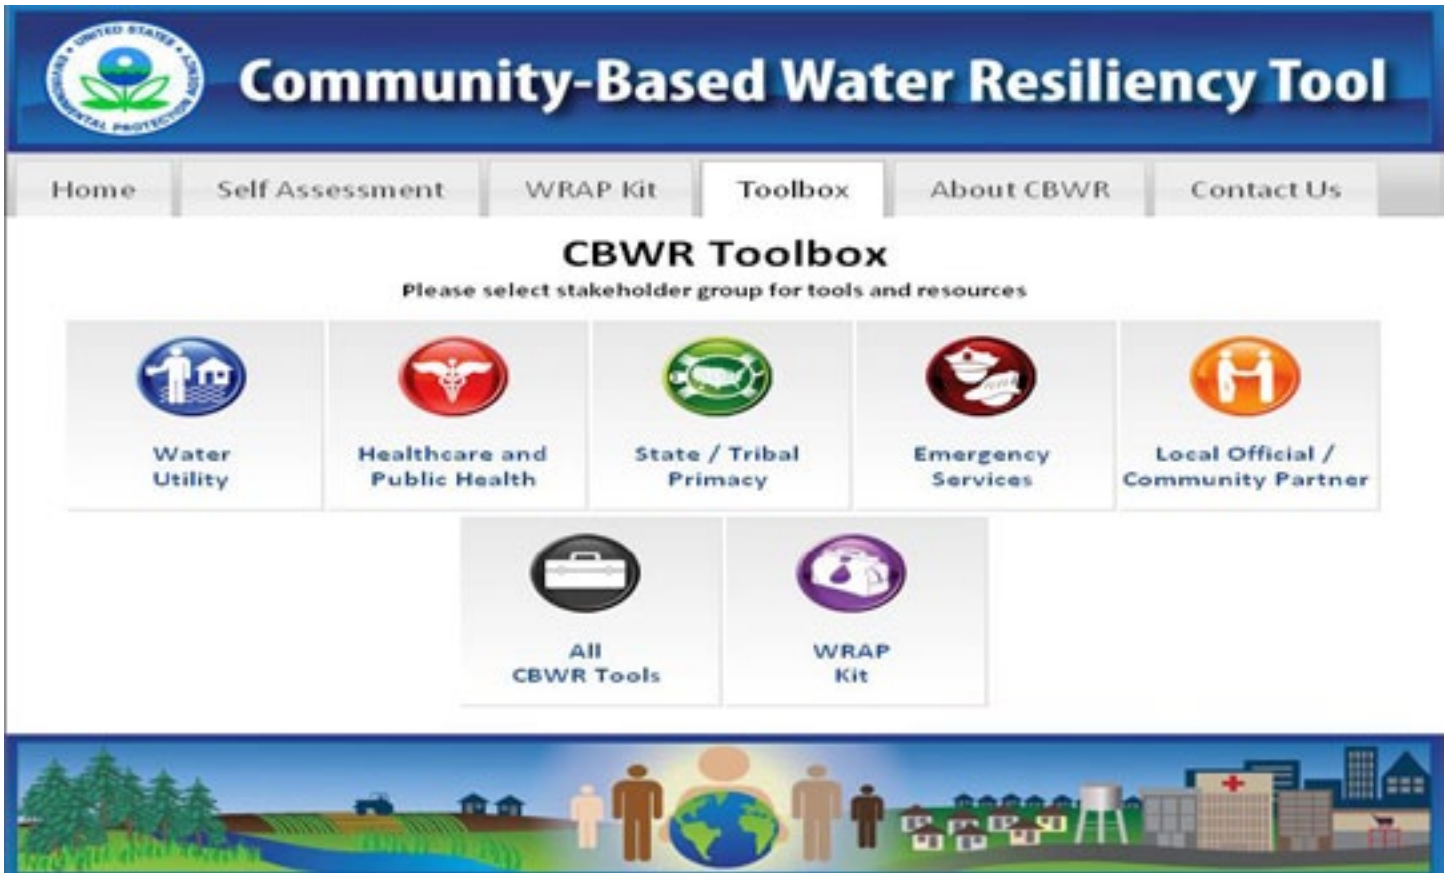 UNITED STATES
Community-Based Water Resiliency Tool
Home Self Assessment WRAP Kit Toolbox About CBWR Contact Us
CBWR Toolbox
Please select stakeholder group for tools and resources
Water
Utility
Healthcare and
Public Health
State / Tribal
Primacy
Emergency
Services
Local Official /
Community Partner
All
CBWR Tools
WRAP
Kit